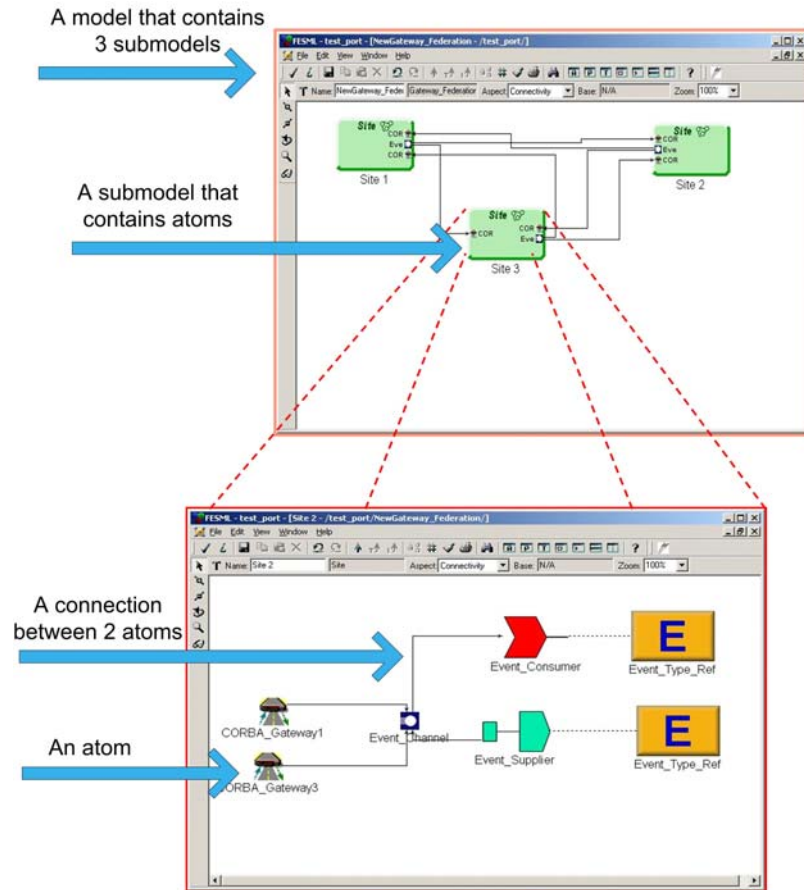 A model that contains
3 submodels
FESML - test_port - [NewGateway_Federation - /test_port/]
File Edit View Window Help
Name: NewGateway_Feder Gateway_Federation Aspect: Connectivity Base: N/A Zoom: 100%
Site
COR
Eve
COR
Site 1
Site
COR
Eve
COR
Site 2
A submodel that
contains atoms
Site
COR
COR
Eve
Site 3
FESML - test_port - [Site 2 - /test_port/NewGateway_Federation/]
File Edit View Window Help
Name: Site 2 Site Aspect: Connectivity Base: N/A Zoom: 100%
A connection
between 2 atoms
E
Event_Consumer
Event_Type_Ref
CORBA_Gateway1
Event_Channel
E
Event_Supplier
Event_Type_Ref
An atom
CORBA_Gateway3